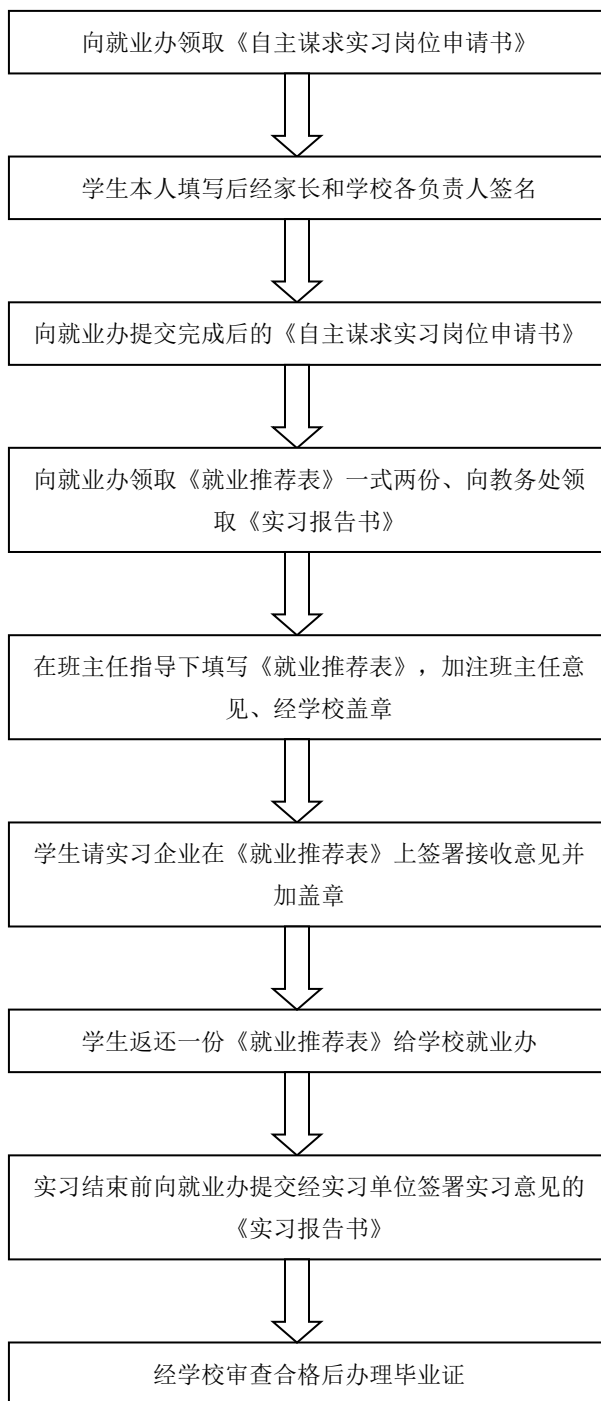 向就业办领取《自主谋求实习岗位申请书》
学生本人填写后经家长和学校各负责人签名
向就业办提交完成后的《自主谋求实习岗位申请书》
向就业办领取《就业推荐表》一式两份、向教务处领
取《实习报告书》
在班主任指导下填写《就业推荐表》，加注班主任意
见、经学校盖章
学生请实习企业在《就业推荐表》上签署接收意见并
加盖章
学生返还一份《就业推荐表》给学校就业办
实习结束前向就业办提交经实习单位签署实习意见的
《实习报告书》
经学校审查合格后办理毕业证